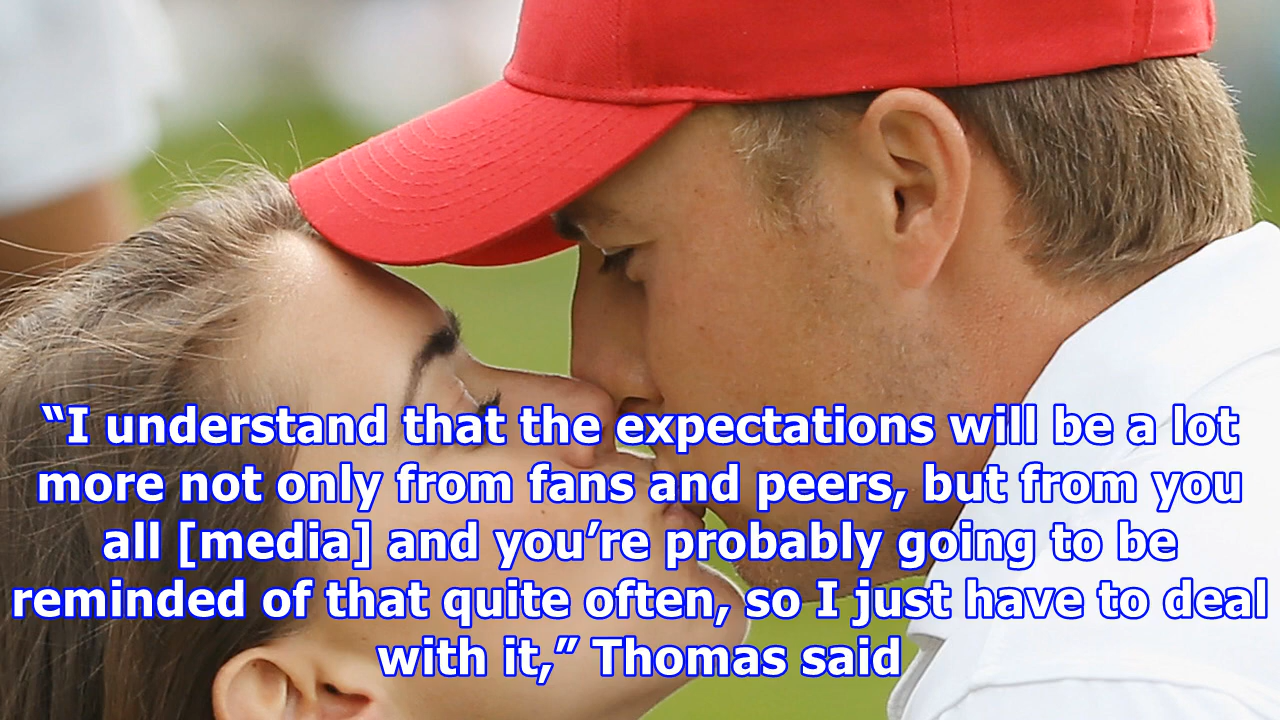 “I understand that the expectations will be a lot
more not only from fans and peers, but from you
all [media] and you’re probably going to be
reminded of that quite often, so I just have to deal
with it,” Thomas said